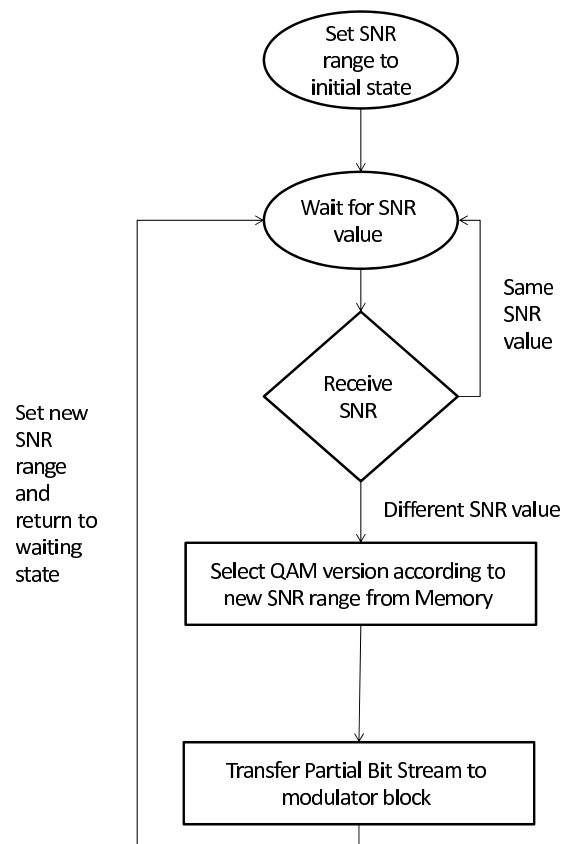 Set SNR
range to
initial state
Wait for SNR
value
Same
SNR
value
Receive
SNR
Set new
SNR
range
and
return to
waiting
state
Different SNR value
Select QAM version according to
new SNR range from Memory
Transfer Partial Bit Stream to
modulator block